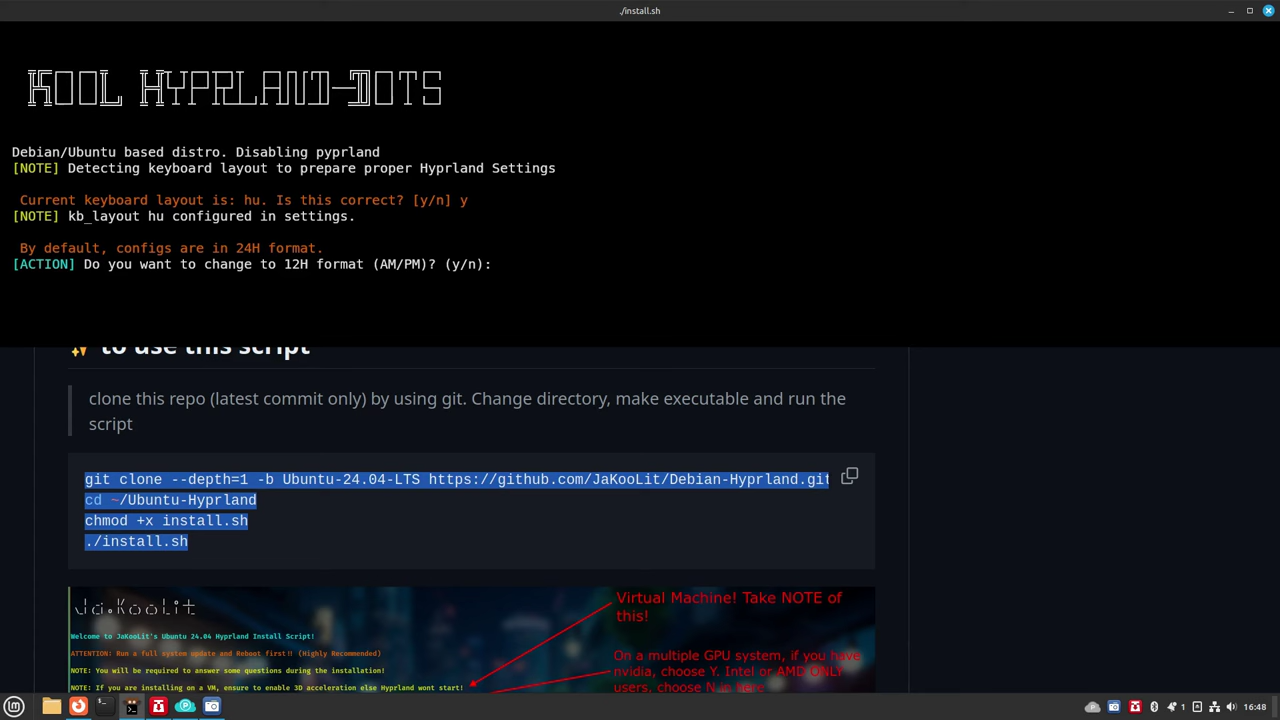 ./install.sh
KOOL HYPRLAND-DOTS
Debian/Ubuntu based distro. Disabling pyprland
[NOTE] Detecting keyboard layout to prepare proper Hyprland Settings
Current keyboard layout is: hu. Is this correct? [y/n] y
[NOTE] kb_layout hu configured in settings.
By default, configs are in 24H format.
[ACTION] Do you want to change to 12H format (AM/PM)? (y/n):
to use this script
clone this repo (latest commit only) by using git. Change directory, make executable and run the
script
git clone --depth=1 -b Ubuntu-24.04-LTS https://github.com/JaKooLit/Debian-Hyprland.git
cd ~/Ubuntu-Hyprland
chmod +x install.sh
./install.sh
Virtual Machine! Take NOTE of
this!
Welcome to JaKooLit's Ubuntu 24.04 Hyprland Install Script!
ATTENTION: Run a full system update and Reboot first!! (Highly Recommended)
On a multiple GPU system, if you have
NOTE: You will be required to answer some questions during the installation!
nvidia, choose Y. Intel or AMD ONLY
NOTE: If you are installing on a VM, ensure to enable 3D acceleration else Hyprland wont start!
users, choose N in here
1
16:48